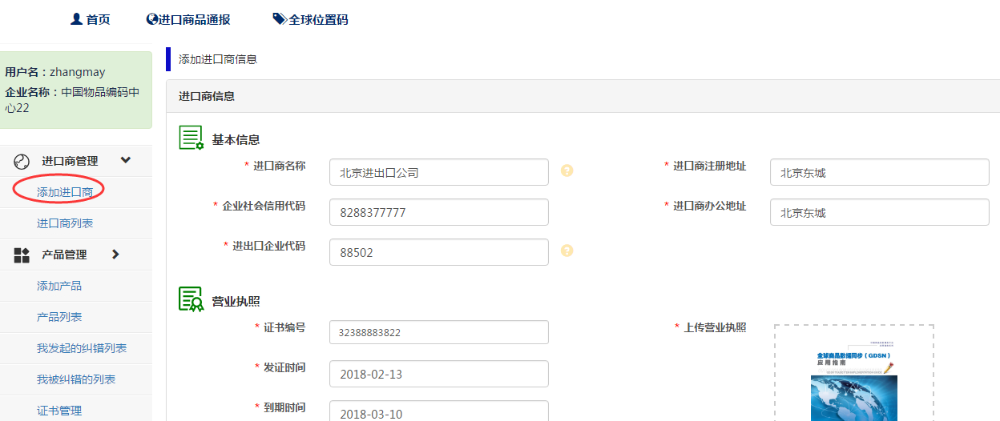 首页
进口商品通报
全球位置码
用户名：zhangmay
企业名称：中国物品编码中
心22
进口商管理
添加进口商
进口商列表
产品管理
添加产品
产品列表
我发起的纠错列表
我被纠错的列表
证书管理
添加进口商信息
进口商信息
基本信息
* 进口商名称
北京进出口公司
?
* 进口商注册地址
北京东城
* 企业社会信用代码
8288377777
* 进口商办公地址
北京东城
* 进出口企业代码
88502
?
营业执照
* 证书编号
32388883822
* 上传营业执照
全球商品数据同步（GDSN）
应用指南
* 发证时间
2018-02-13
* 到期时间
2018-03-10